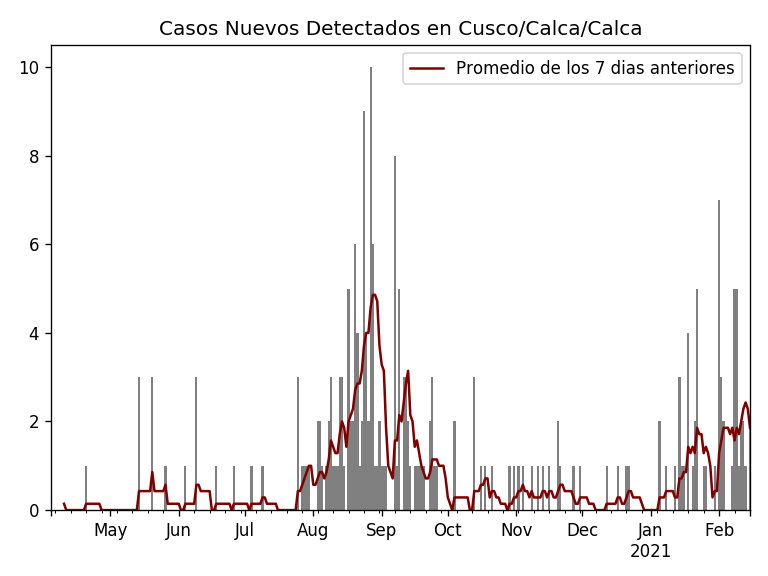 Casos Nuevos Detectados en Cusco/Calca/Calca
Promedio de los 7 dias anteriores
10
8
6
4
2
0
May Jun Jul Aug Sep Oct Nov Dec Jan Feb
2021